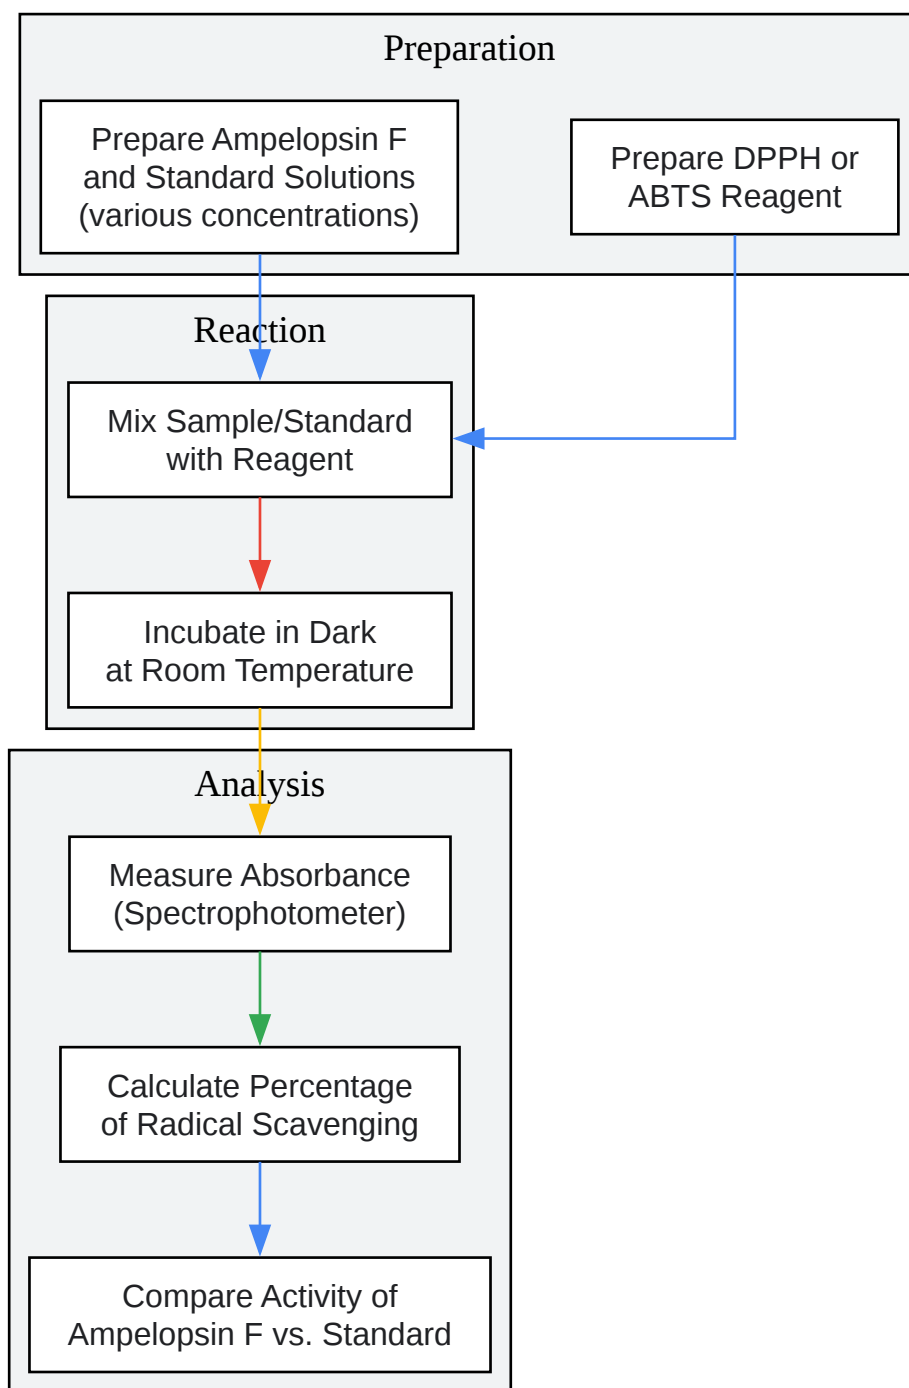 Preparation
Prepare Ampelopsin F
and Standard Solutions
(various concentrations)
Prepare DPPH or
ABTS Reagent
Reaction
Mix Sample/Standard
with Reagent
Incubate in Dark
at Room Temperature
Analysis
Measure Absorbance
(Spectrophotometer)
Calculate Percentage
of Radical Scavenging
Compare Activity of
Ampelopsin F vs. Standard